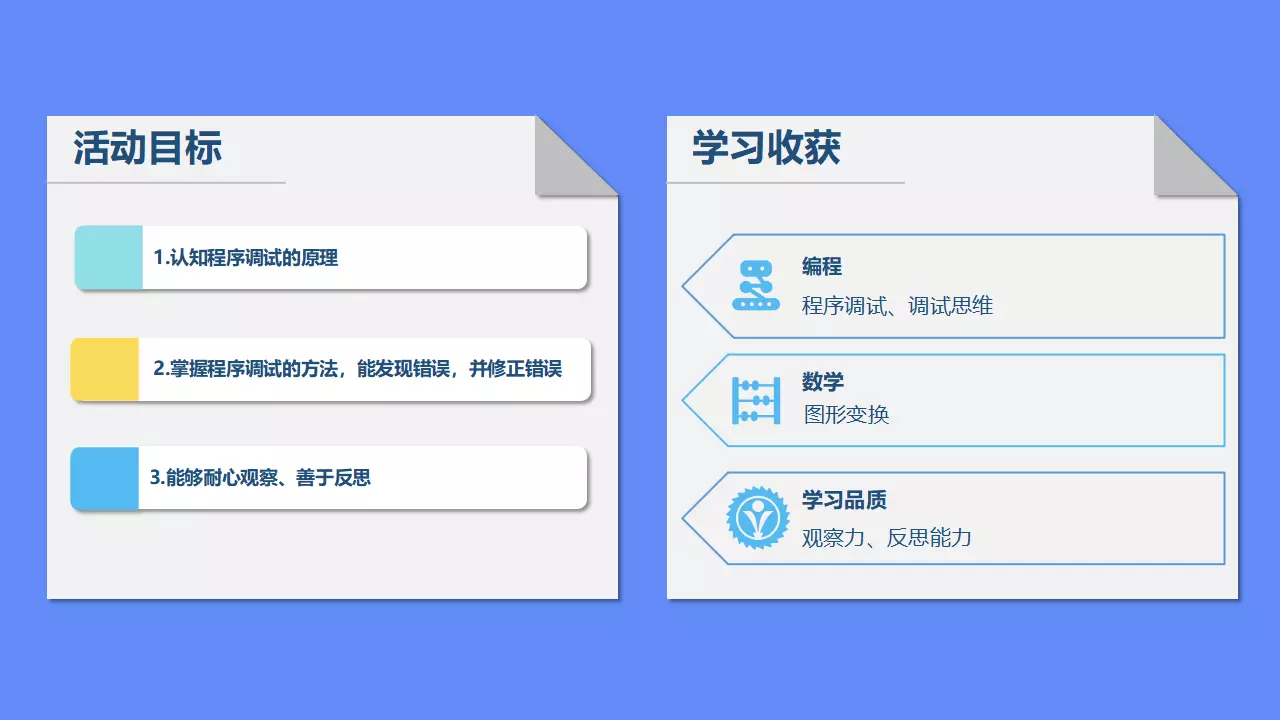 活动目标
1.认知程序调试的原理
2.掌握程序调试的方法，能发现错误，并修正错误
3.能够耐心观察、善于反思
学习收获
编程
程序调试、调试思维
数学
图形变换
学习品质
观察力、反思能力